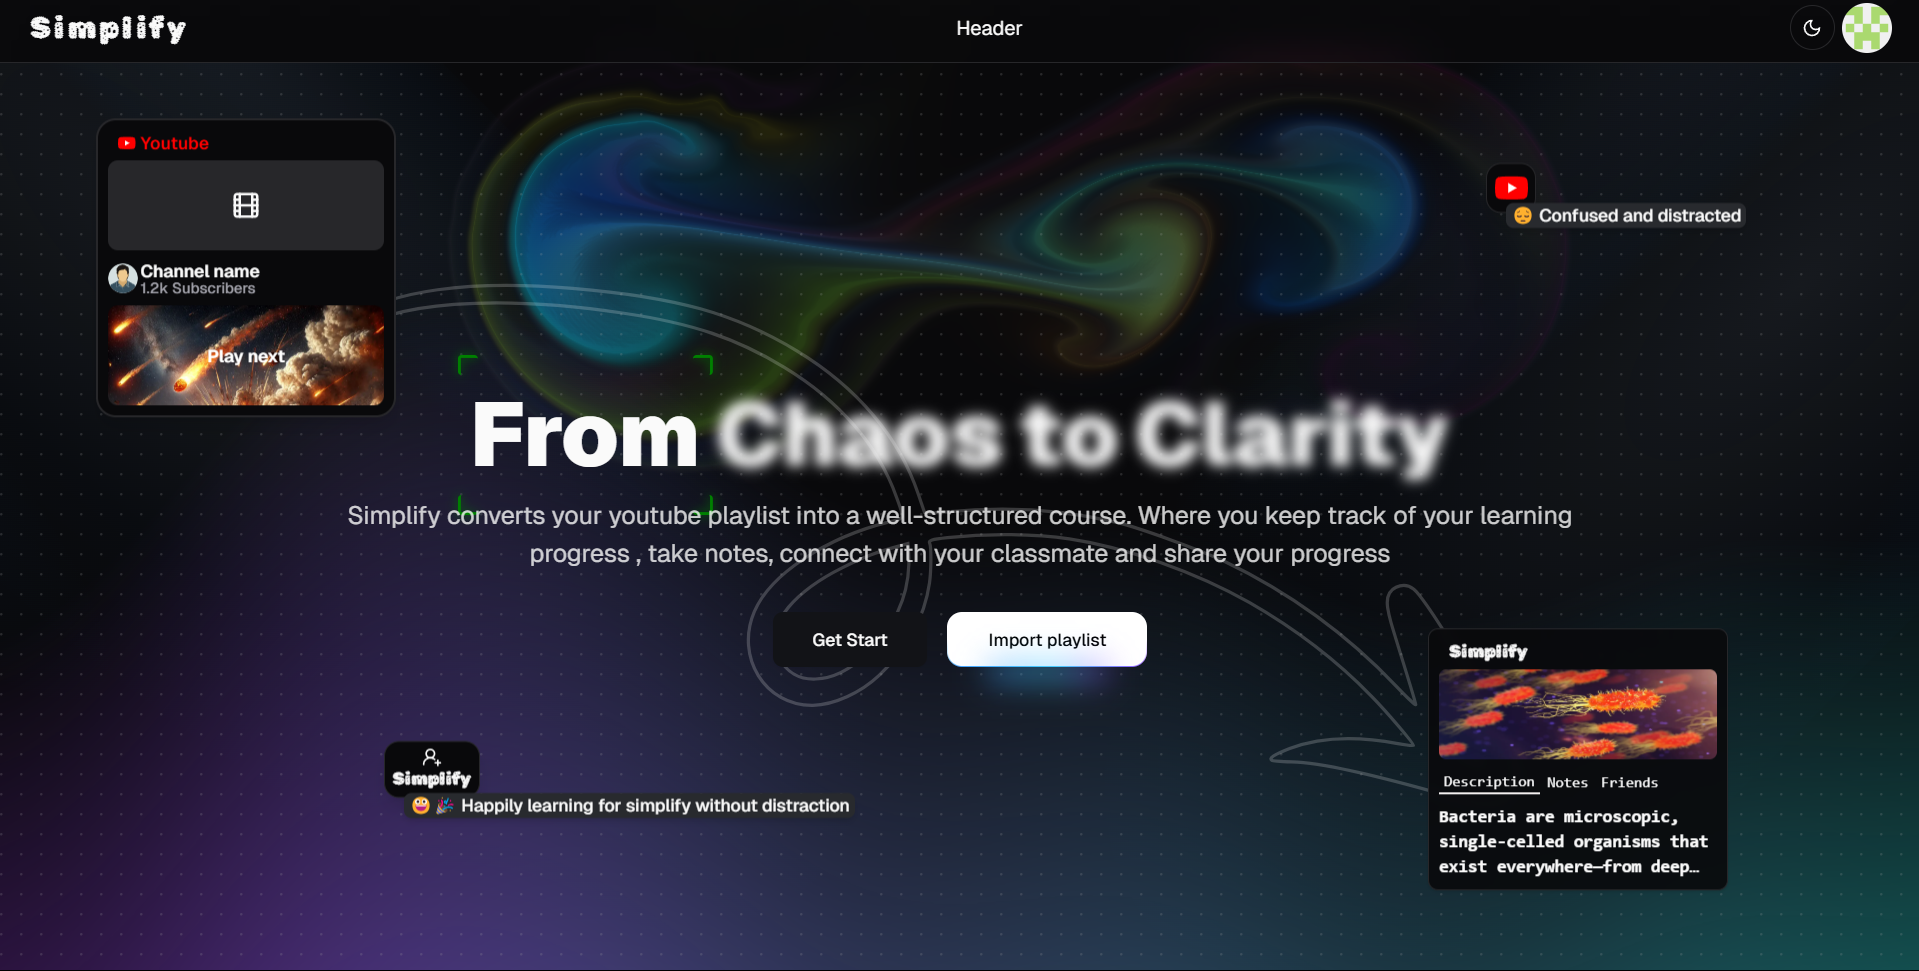 Simplify
Header
Youtube
Channel name
1.2k Subscribers
Play next
Confused and distracted
From Chaos to Clarity
Simplify converts your youtube playlist into a well-structured course. Where you keep track of your learning
progress , take notes, connect with your classmate and share your progress
Get Start
Import playlist
Simplify
Happily learning for simplify without distraction
Simplify
Description Notes Friends
Bacteria are microscopic,
single-celled organisms that
exist everywhere—from deep…